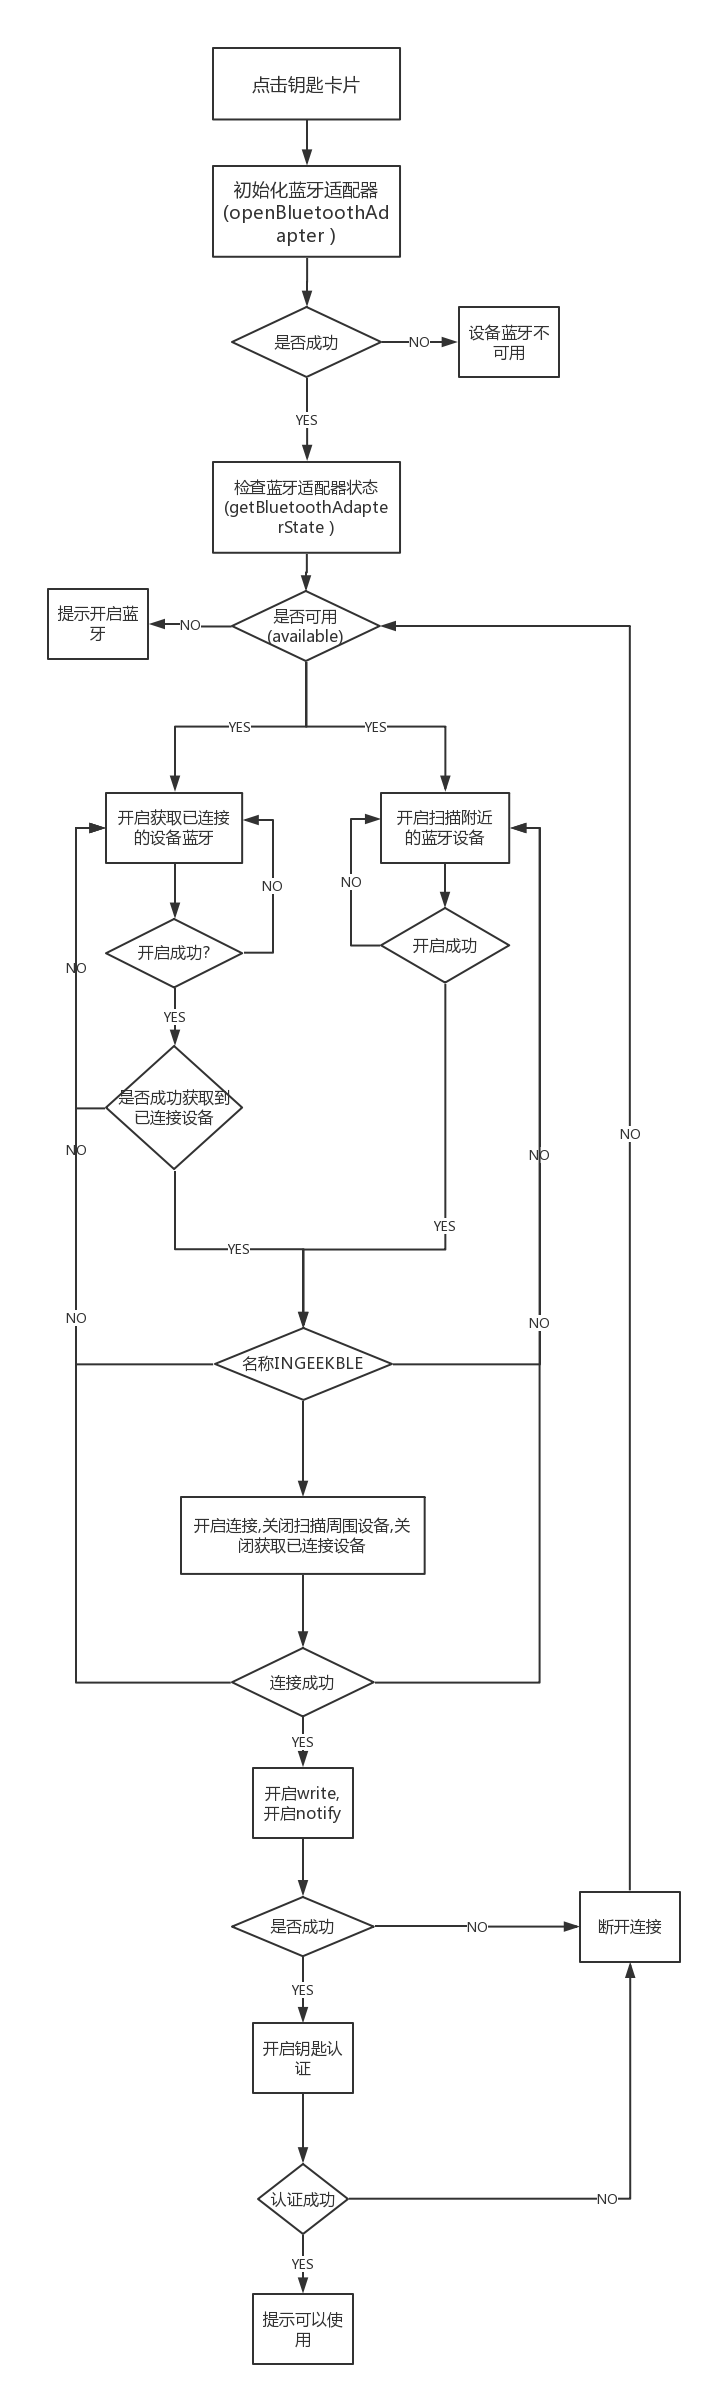 点击钥匙卡片
初始化蓝牙适配器
(openBluetoothAd
apter )
是否成功
NO
设备蓝牙不
可用
YES
检查蓝牙适配器状态
(getBluetoothAdapte
rState )
提示开启蓝
牙
NO
是否可用
(available)
YES
YES
开启获取已连接
的设备蓝牙
开启扫描附近
的蓝牙设备
NO
NO
开启成功?
开启成功
NO
YES
是否成功获取到
已连接设备
NO
NO
NO
YES
YES
NO
NO
名称INGEEKBLE
开启连接,关闭扫描周围设备,关
闭获取已连接设备
连接成功
YES
开启write,
开启notify
是否成功
NO
断开连接
YES
开启钥匙认
证
认证成功
NO
YES
提示可以使
用